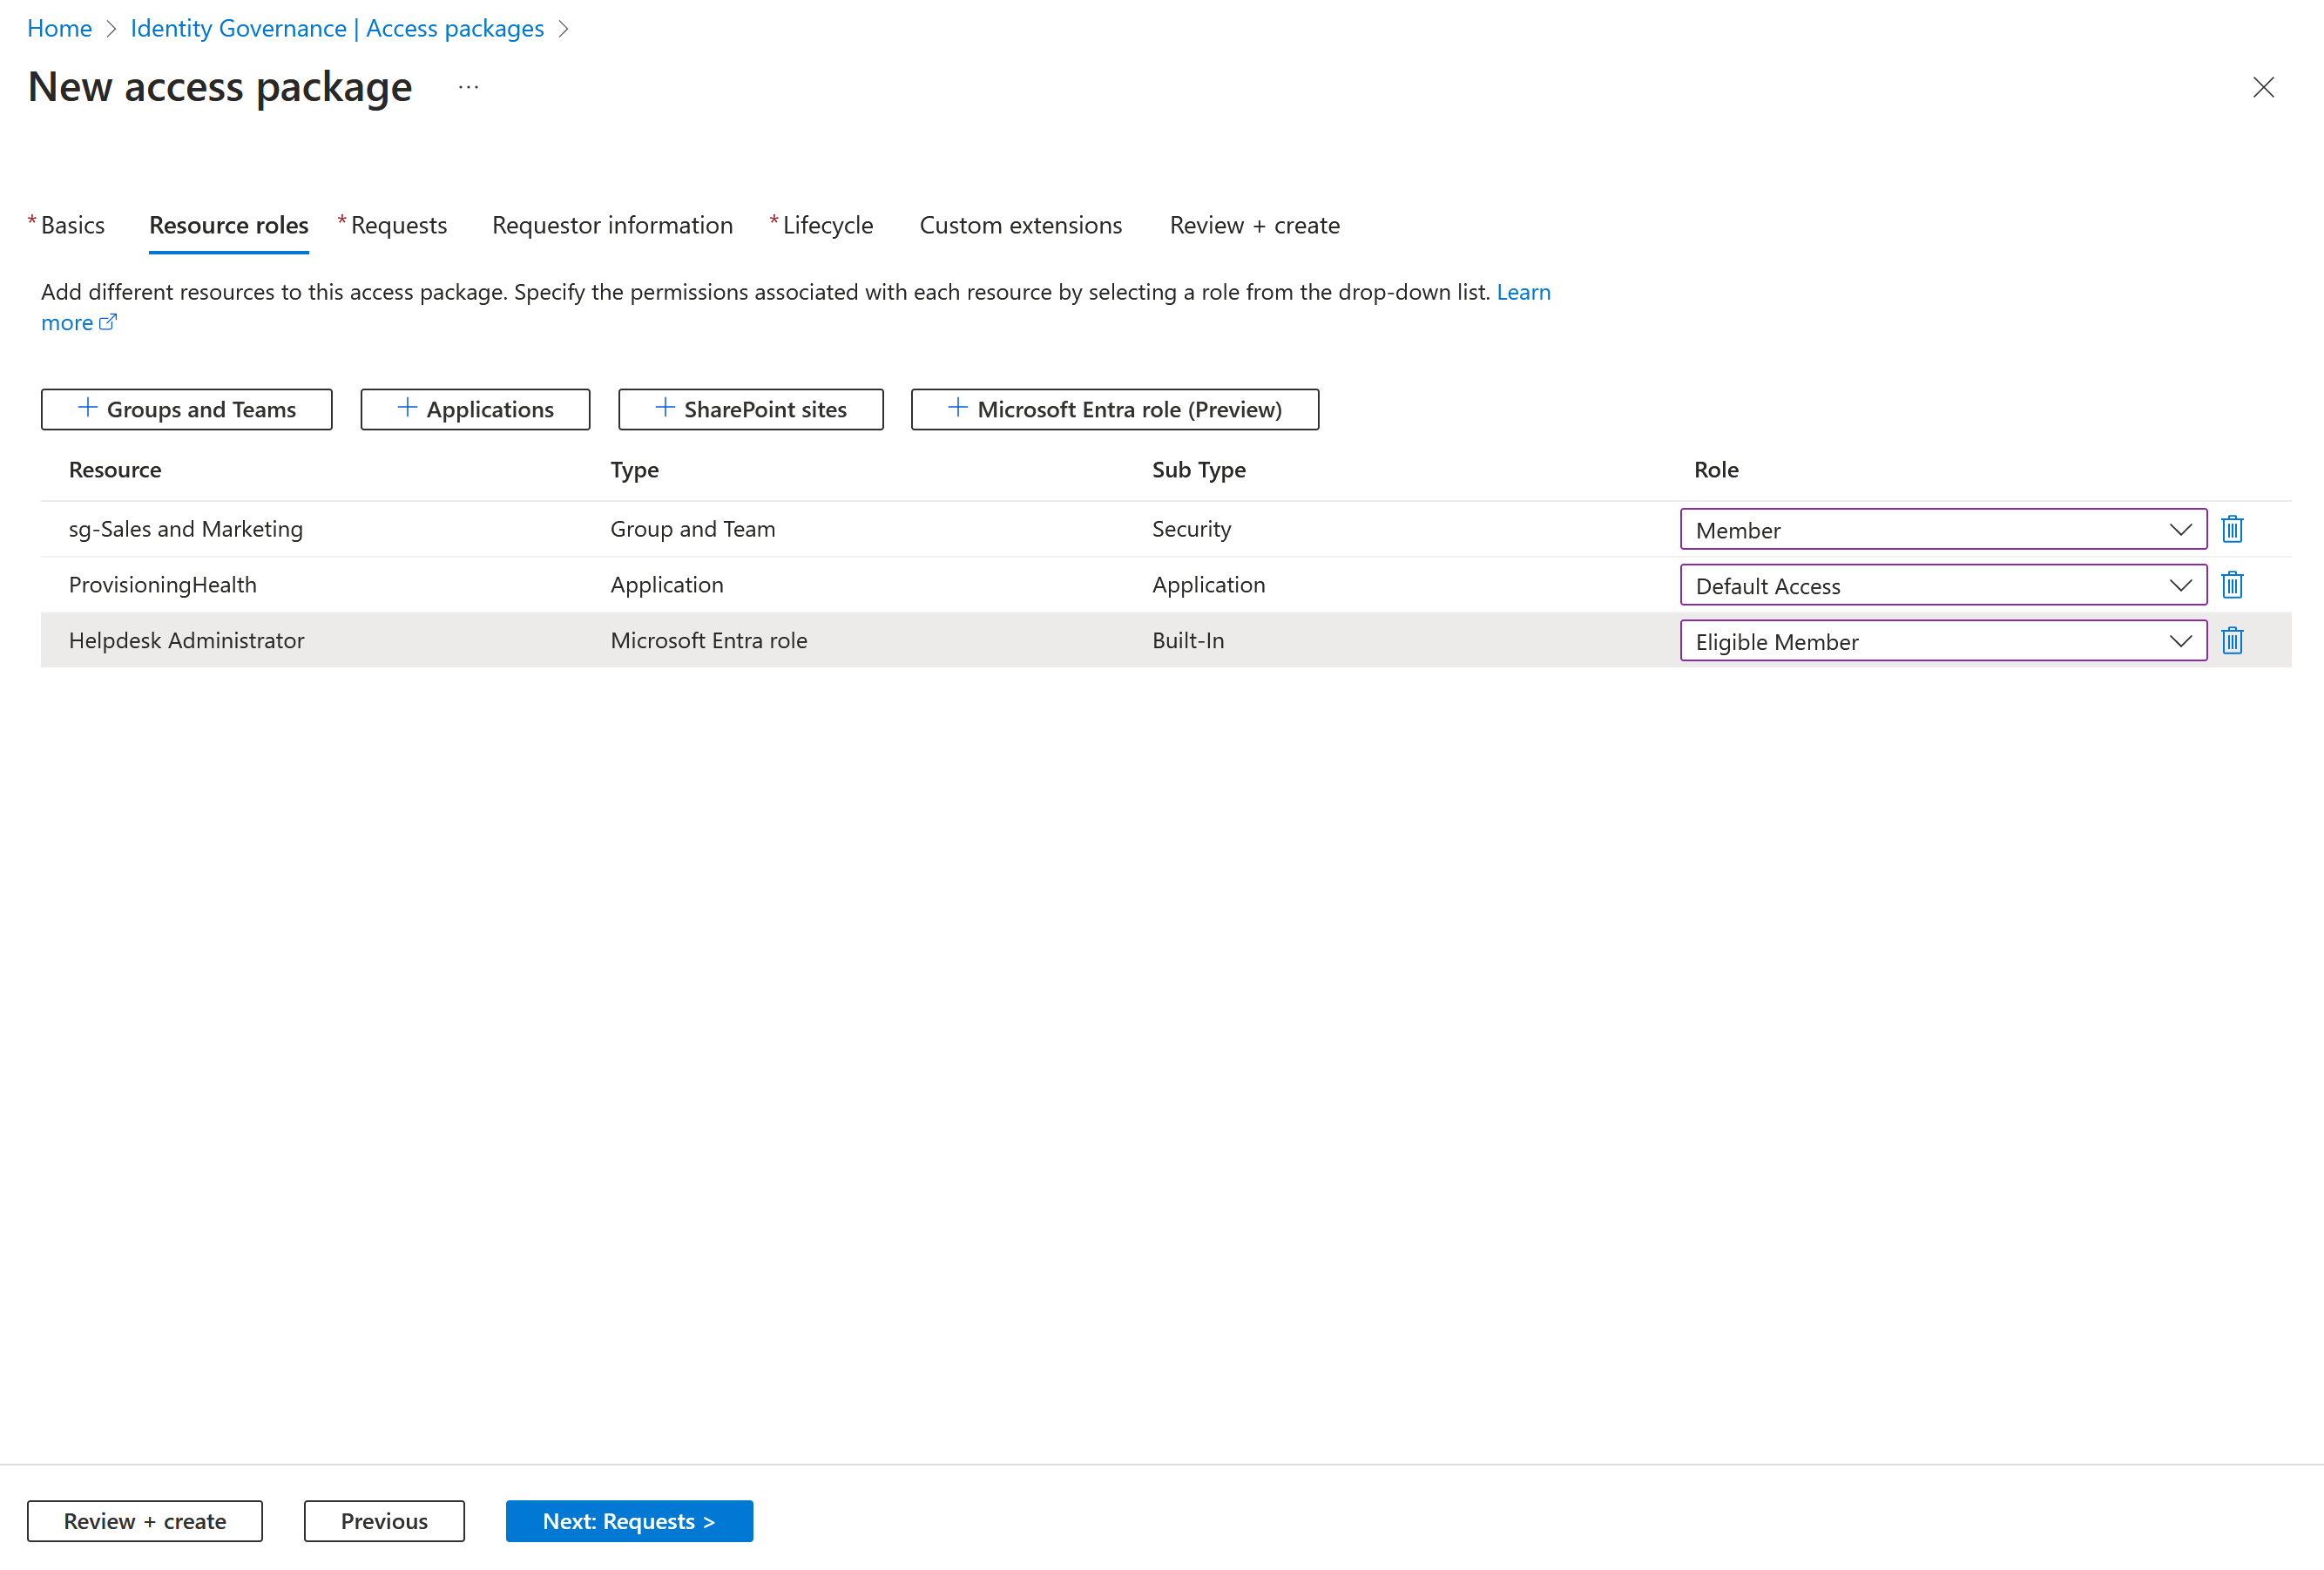 Home > Identity Governance | Access packages >
New access package ...
* Basics Resource roles * Requests Requestor information * Lifecycle Custom extensions Review + create
Add different resources to this access package. Specify the permissions associated with each resource by selecting a role from the drop-down list. Learn
more
+ Groups and Teams + Applications + SharePoint sites + Microsoft Entra role (Preview)
Resource Type Sub Type Role
sg-Sales and Marketing Group and Team Security Member
ProvisioningHealth Application Application Default Access
Helpdesk Administrator Microsoft Entra role Built-In Eligible Member
Review + create Previous Next: Requests >